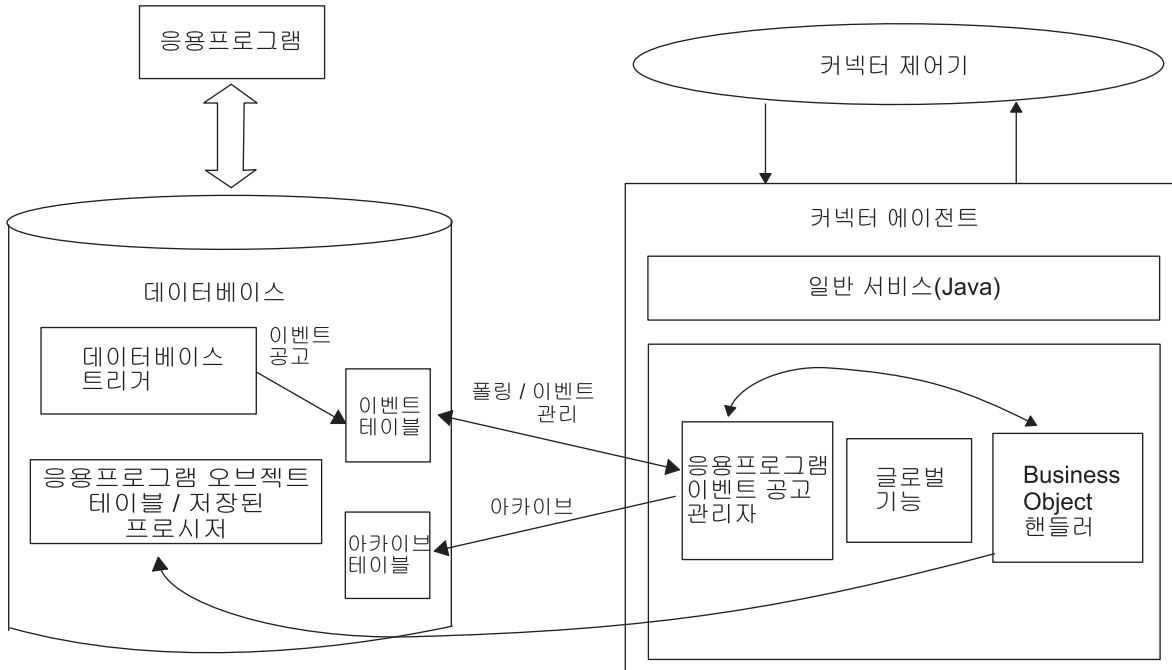 응용프로그램
커넥터 제어기
커넥터 에이전트
일반 서비스(Java)
데이터베이스
데이터베이스
트리거
이벤트
공고
이벤트
테이블
폴링 / 이벤트
관리
응용프로그램 오브젝트
테이블 / 저장된
프로시저
아카이브
아카이브
테이블
응용프로그램
이벤트 공고
관리자
글로벌
기능
Business
Object
핸들러